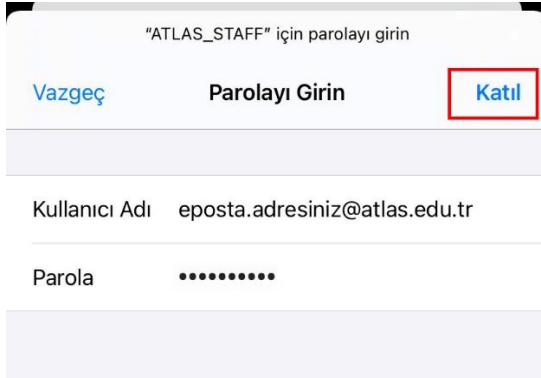 “ATLAS_STAFF” için parolayı girin
Vazgeç Parolayı Girin Katıl
Kullanıcı Adı eposta.adresiniz@atlas.edu.tr
Parola ••••••••••